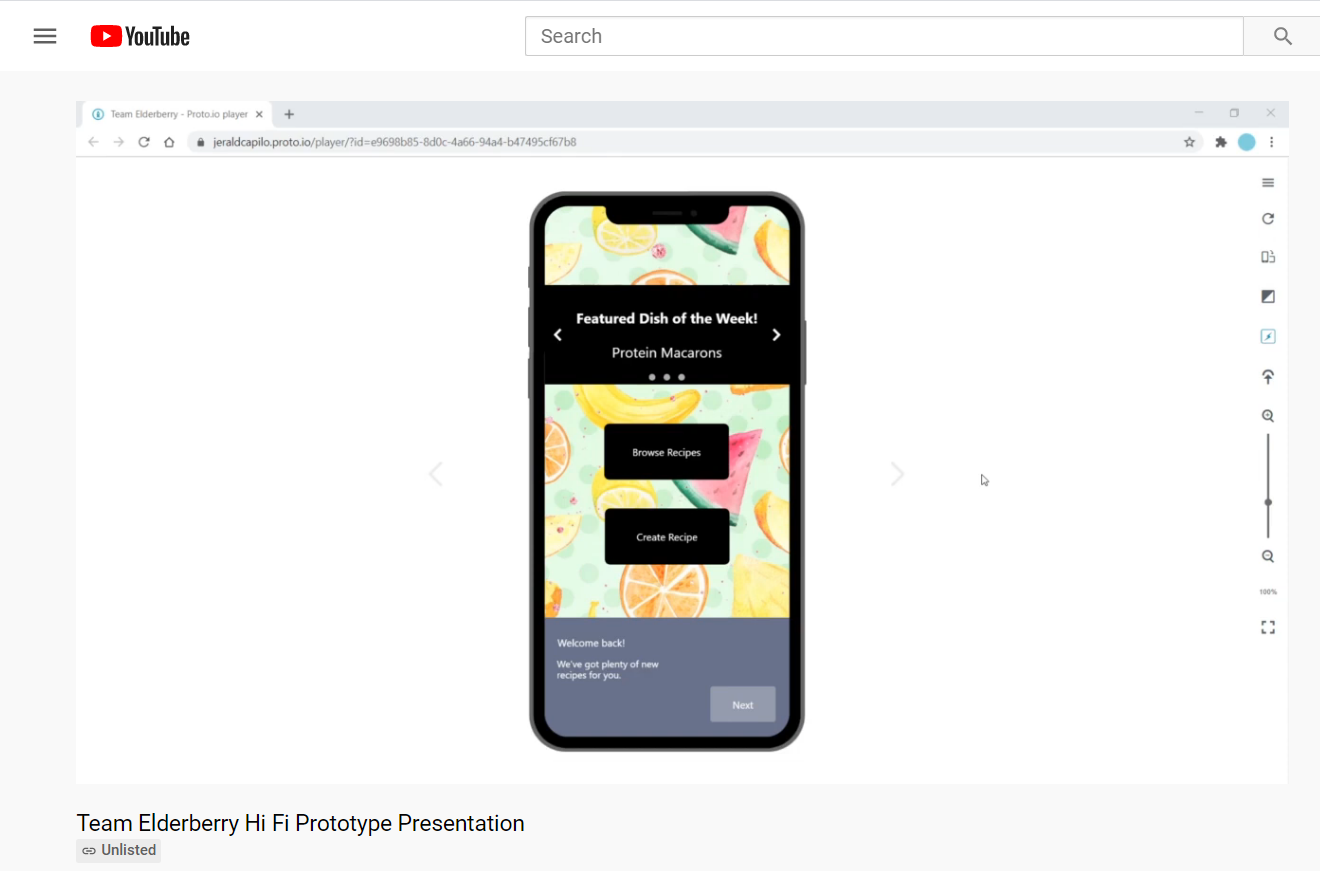 YouTube
Search
Team Elderberry - Proto.io player
jeraldcapilo.proto.io/player/?id=e9698b85-8d0c-4a66-94a4-b47495cf67b8
Featured Dish of the Week!
Protein Macarons
Browse Recipes
Create Recipe
Welcome back!
We've got plenty of new
recipes for you.
Next
100%
Team Elderberry Hi Fi Prototype Presentation
Unlisted